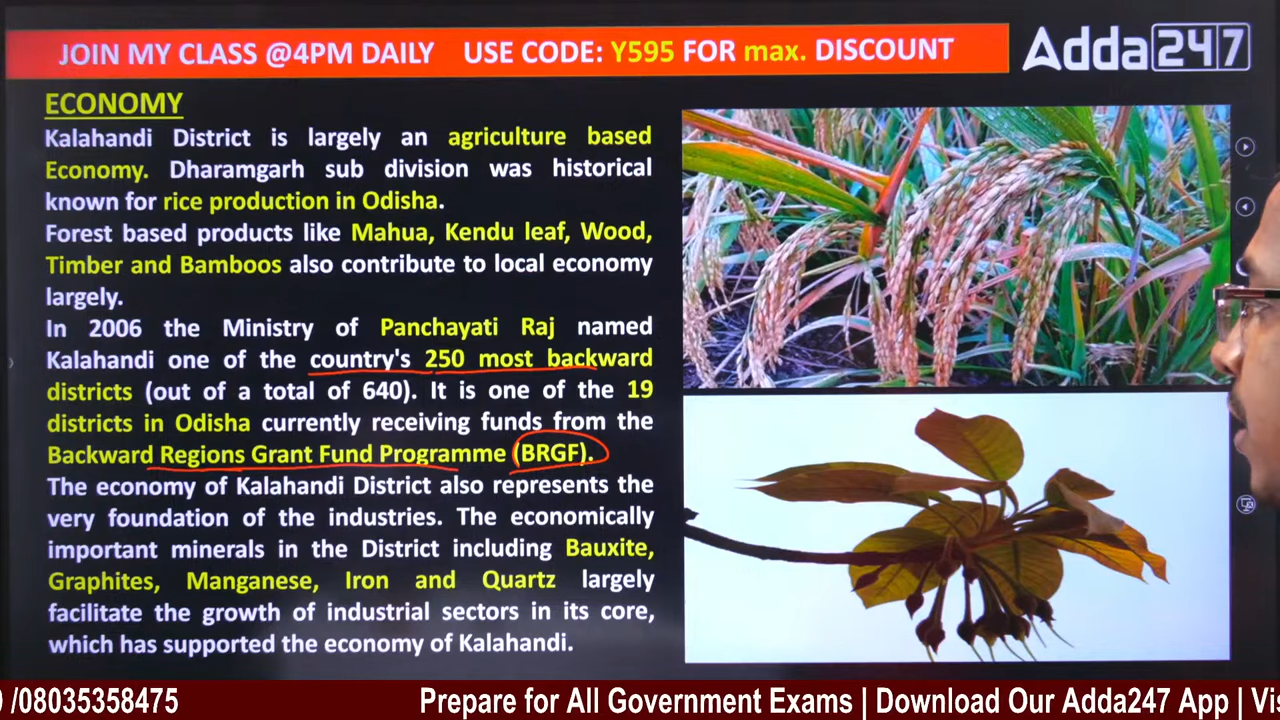 JOIN MY CLASS @4PM DAILY USE CODE: Y595 FOR max. DISCOUNT
Adda247
ECONOMY
Kalahandi District is largely an agriculture based
Economy. Dharamgarh sub division was historical
known for rice production in Odisha.
Forest based products like Mahua, Kendu leaf, Wood,
Timber and Bamboos also contribute to local economy
largely.
In 2006 the Ministry of Panchayati Raj named
Kalahandi one of the country's 250 most backward
districts (out of a total of 640). It is one of the 19
districts in Odisha currently receiving funds from the
Backward Regions Grant Fund Programme (BRGF).
The economy of Kalahandi District also represents the
very foundation of the industries. The economically
important minerals in the District including Bauxite,
Graphites, Manganese, Iron and Quartz largely
facilitate the growth of industrial sectors in its core,
which has supported the economy of Kalahandi.
/08035358475 Prepare for All Government Exams | Download Our Adda247 App |